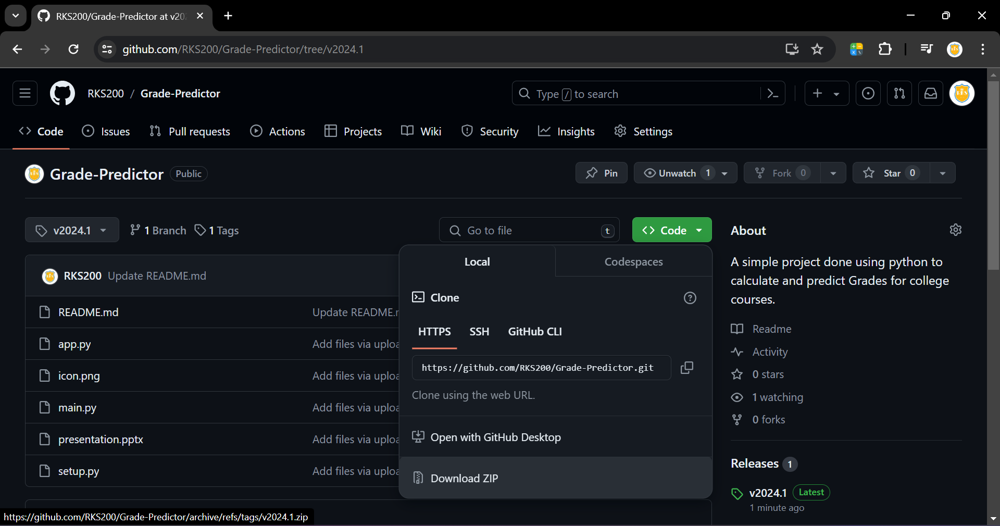 RKS200/Grade-Predictor at v202
github.com/RKS200/Grade-Predictor/tree/v2024.1
RKS200 / Grade-Predictor
Type / to search
Code Issues Pull requests Actions Projects Wiki Security Insights Settings
Grade-Predictor Public
Pin Unwatch 1 Fork 0 Star 0
v2024.1 1 Branch 1 Tags
Go to file t
Code
About
Local Codespaces
A simple project done using python to
calculate and predict Grades for college
courses.
RKS200 Update README.md
Clone
README.md Update README.
HTTPS SSH GitHub CLI
Readme
app.py Add files via uploa
Activity
https://github.com/RKS200/Grade-Predictor.git
icon.png Add files via uploa
0 stars
Clone using the web URL.
1 watching
main.py Add files via uploa
0 forks
Open with GitHub Desktop
presentation.pptx Add files via uploa
Releases 1
setup.py Add files via uploa
Download ZIP
v2024.1 Latest
1 minute ago
https://github.com/RKS200/Grade-Predictor/archive/refs/tags/v2024.1.zip